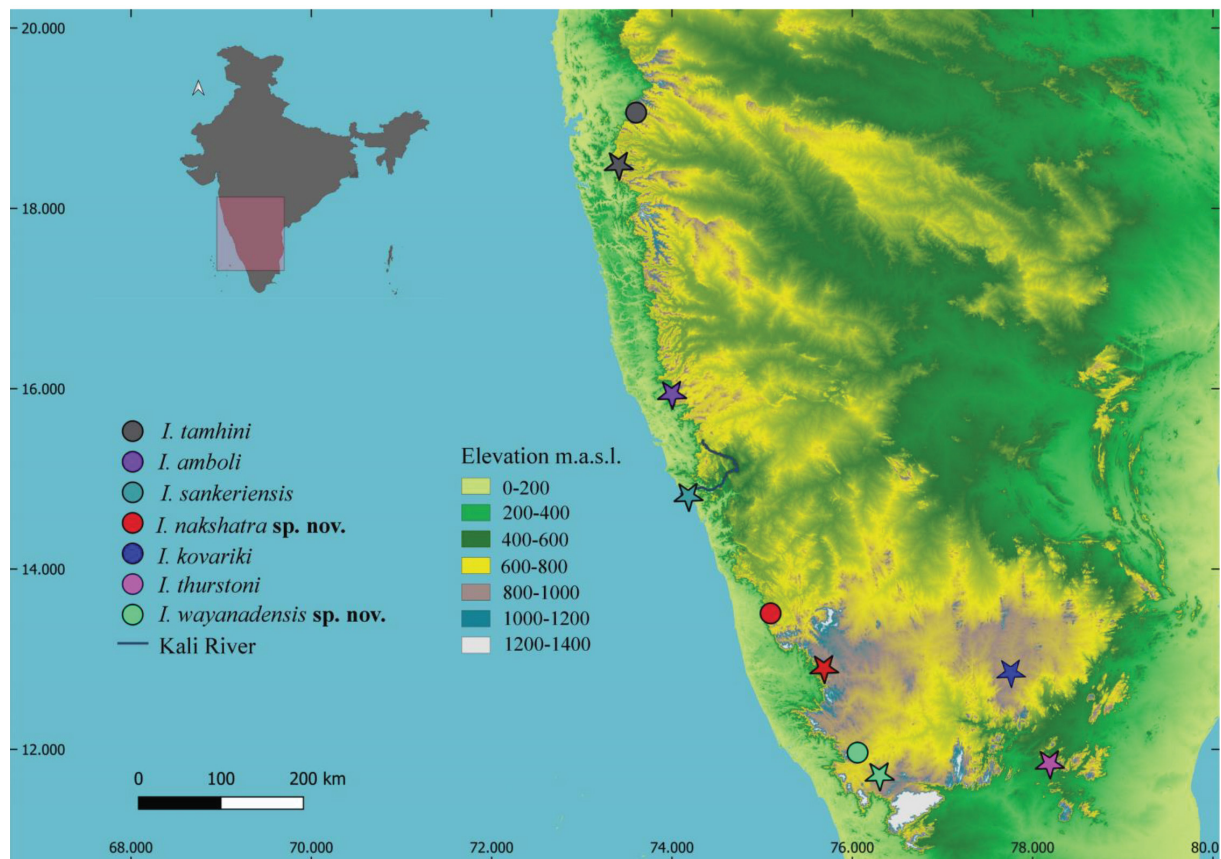 20.000
18.000
16.000
14.000
12.000
I. tamhini
I. amboli
I. sankeriensis
I. nakshatra sp. nov.
I. kovariki
I. thurstoni
I. wayanadensis sp. nov.
Kali River
Elevation m.a.s.l.
0-200
200-400
400-600
600-800
800-1000
1000-1200
1200-1400
0 100 200 km
68.000 70.000 72.000 74.000 76.000 78.000 80.0